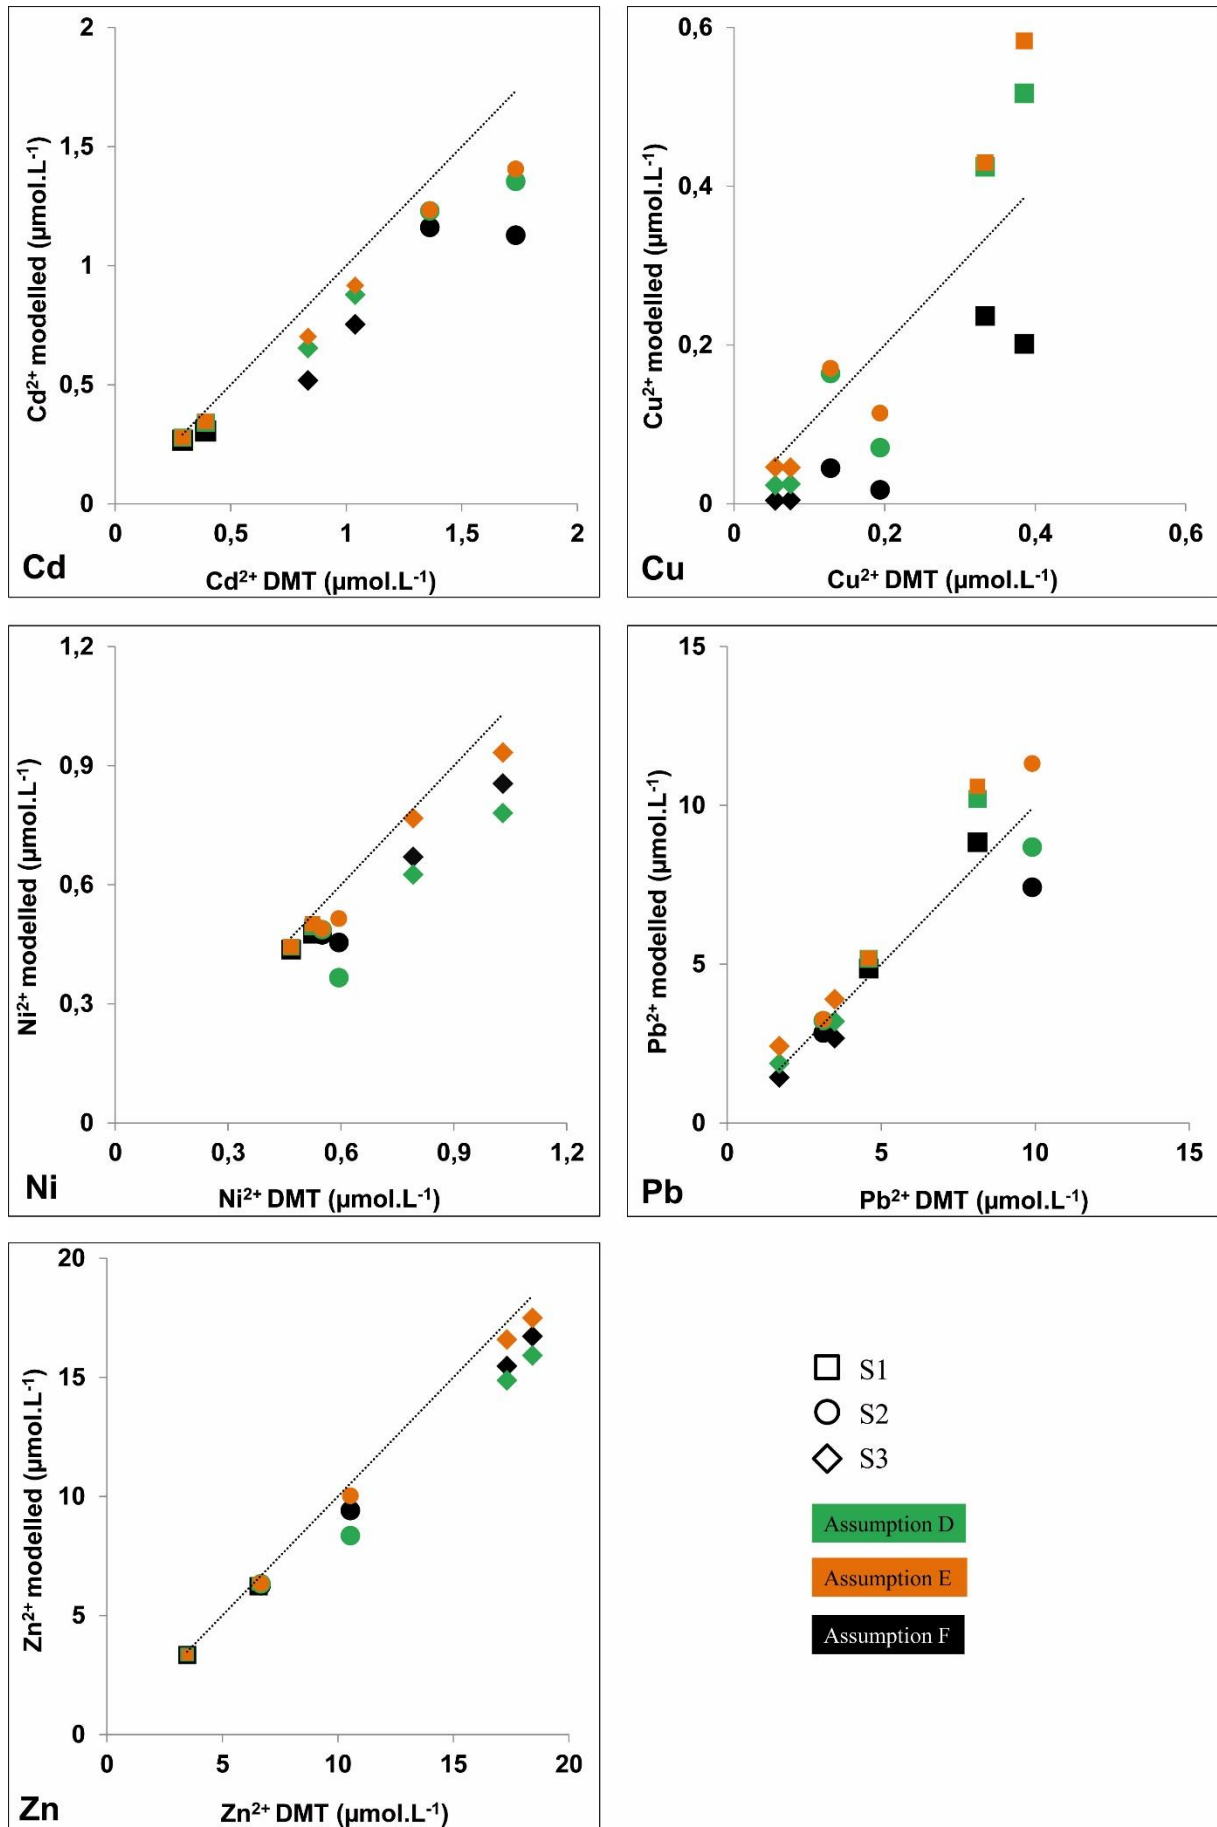 2
1,5
1
0,5
0
Cd²⁺ modelled (µmol.L⁻¹)
0 0,5 1 1,5 2
Cd
Cd²⁺ DMT (µmol.L⁻¹)
0,6
0,4
0,2
0
Cu²⁺ modelled (µmol.L⁻¹)
0 0,2 0,4 0,6
Cu
Cu²⁺ DMT (µmol.L⁻¹)
1,2
0,9
0,6
0,3
0
Ni²⁺ modelled (µmol.L⁻¹)
0 0,3 0,6 0,9 1,2
Ni
Ni²⁺ DMT (µmol.L⁻¹)
15
10
5
0
Pb²⁺ modelled (µmol.L⁻¹)
0 5 10 15
Pb
Pb²⁺ DMT (µmol.L⁻¹)
20
15
10
5
0
Zn²⁺ modelled (µmol.L⁻¹)
0 5 10 15 20
Zn
Zn²⁺ DMT (µmol.L⁻¹)
S1
S2
S3
Assumption D
Assumption E
Assumption F